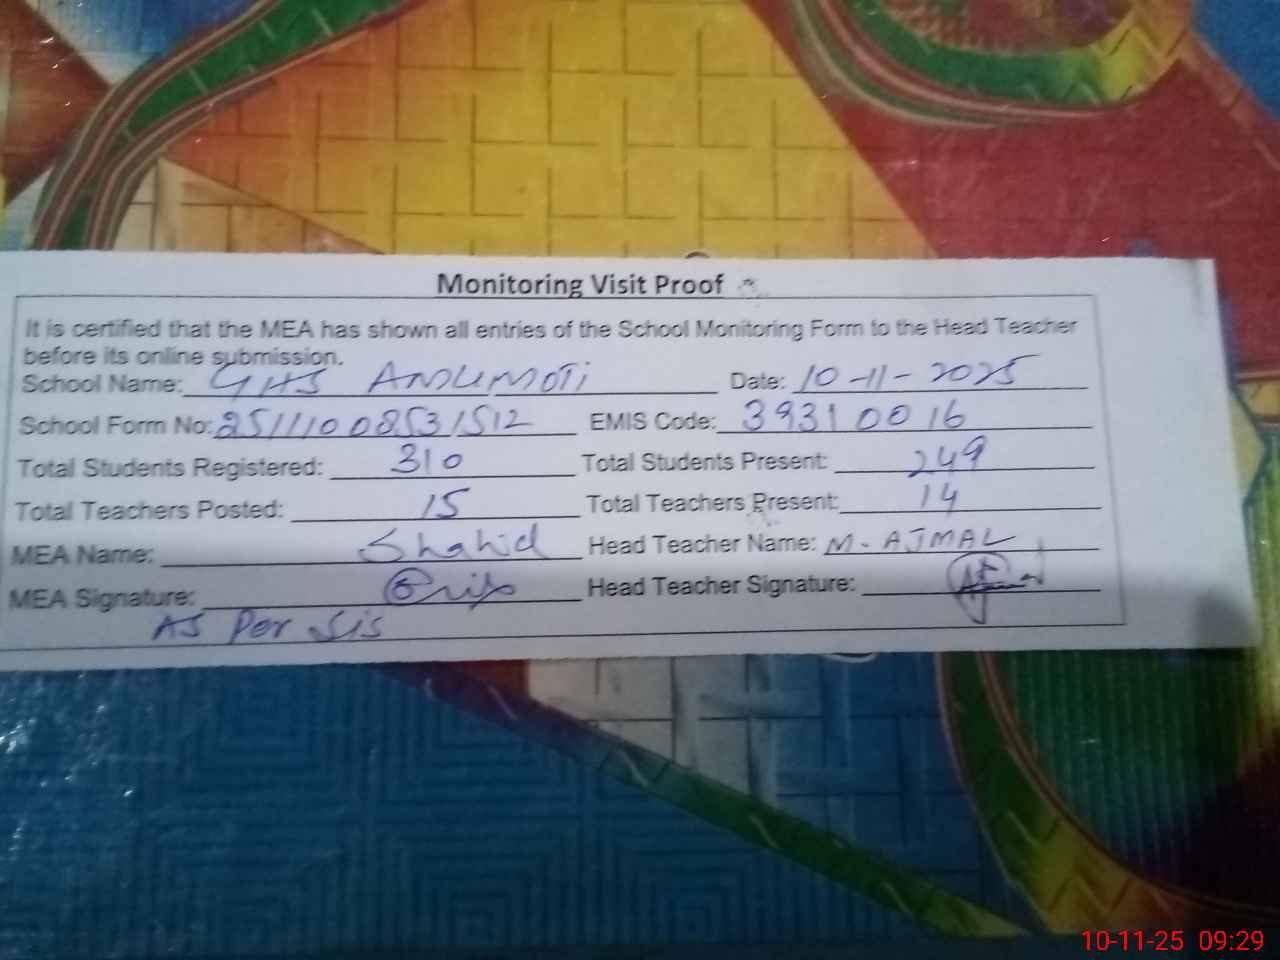 Monitoring Visit Proof
It is certified that the MEA has shown all entries of the School Monitoring Form to the Head Teacher
before its online submission.
School Name: GHS ANDUMOTI Date: 10-11-2025
School Form No: 25111008531512 EMIS Code: 39310016
Total Students Registered: 310 Total Students Present: 249
Total Teachers Posted: 15 Total Teachers Present: 14
MEA Name: Shahid Head Teacher Name: M. AJMAL
MEA Signature: Head Teacher Signature:
As Per Sis
10-11-25 09:29